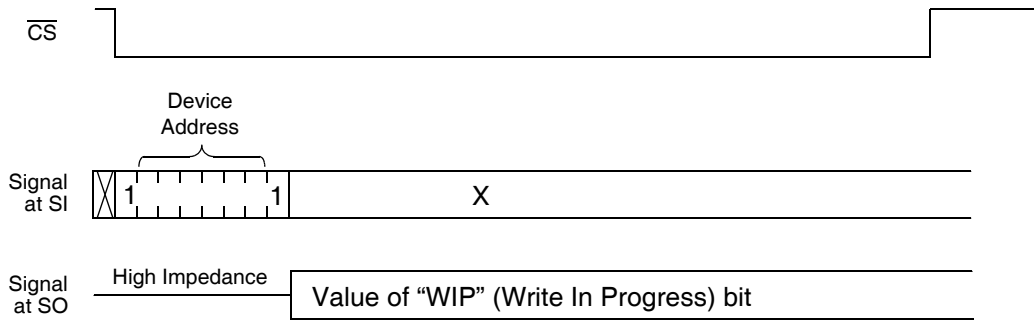 CS
Device
Address
Signal
at SI
1
1
X
Signal
at SO
High Impedance
Value of “WIP” (Write In Progress) bit